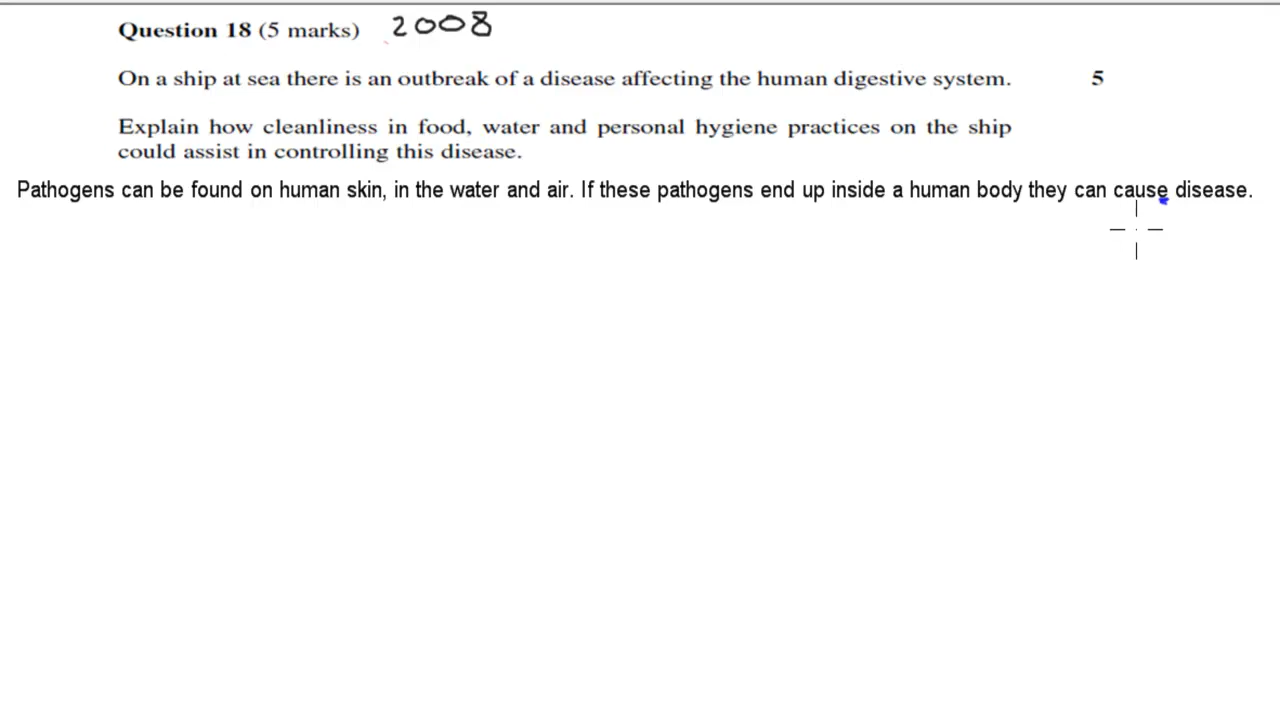 Question 18 (5 marks) 2008
On a ship at sea there is an outbreak of a disease affecting the human digestive system. 5
Explain how cleanliness in food, water and personal hygiene practices on the ship
could assist in controlling this disease.
Pathogens can be found on human skin, in the water and air. If these pathogens end up inside a human body they can cause disease.